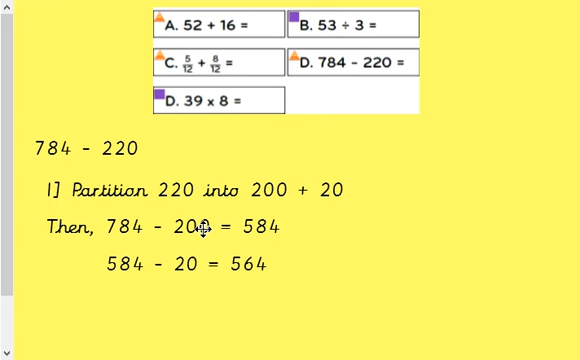 A. 52 + 16 =
B. 53 ÷ 3 =
C. 5/12 + 8/12 =
D. 784 - 220 =
D. 39 x 8 =
784 - 220
1] Partition 220 into 200 + 20
Then, 784 - 200 = 584
584 - 20 = 564